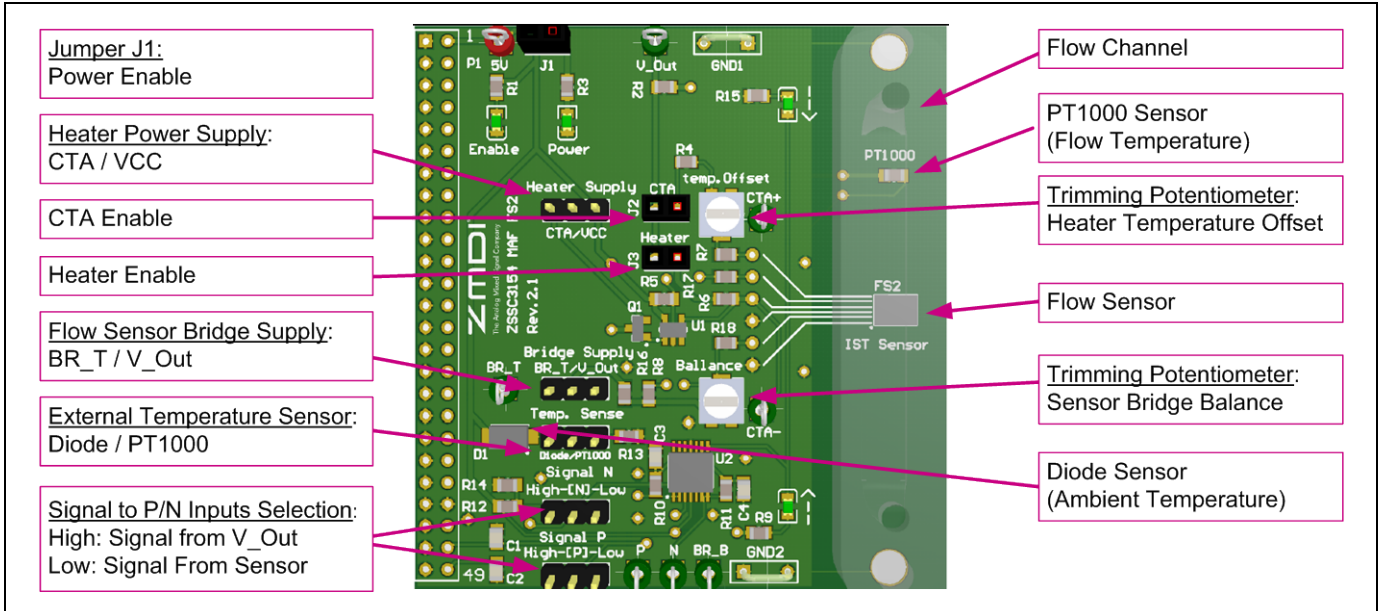 Jumper J1:
Power Enable
Heater Power Supply:
CTA / VCC
CTA Enable
Heater Enable
Flow Sensor Bridge Supply:
BR_T / V_Out
External Temperature Sensor:
Diode / PT1000
Signal to P/N Inputs Selection:
High: Signal from V_Out
Low: Signal From Sensor
1
P1
5V
J1
V_Out
GND1
R1
R3
R2
R15
Enable
Power
R4
PT1000
temp.Offset
Heater Supply
CTA
CTA+
J2
FS2
CTA/VCC
Heater
J3
R7
R5
R17
R6
FS2
ZMDI
The Analog Mixed Signal Company
ZSSC3154 MAF FS2
Rev.2.1
Q1
U1
R18
IST Sensor
Bridge Supply
BR_T/V_Out
BR_T
R16
R8
Ballance
CTA-
Temp. Sense
D1
Diode/PT1000
R13
C3
U2
Signal N
High-[N]-Low
R14
R12
R10
R11
C4
R9
Signal P
High-[P]-Low
C1
C2
49
P
N
BR_B
GND2
Flow Channel
PT1000 Sensor
(Flow Temperature)
Trimming Potentiometer:
Heater Temperature Offset
Flow Sensor
Trimming Potentiometer:
Sensor Bridge Balance
Diode Sensor
(Ambient Temperature)